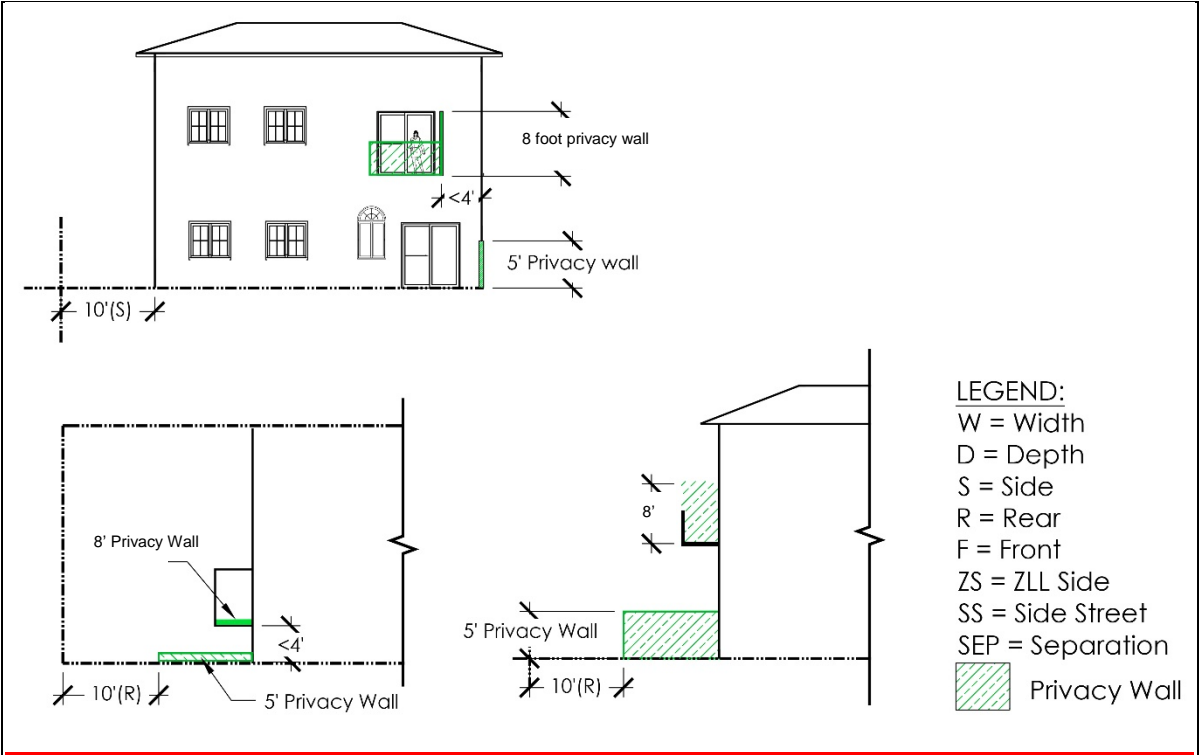 8 foot privacy wall
<4'
5' Privacy wall
10'(S)
8' Privacy Wall
<4'
10'(R)
5' Privacy Wall
8'
5' Privacy Wall
10'(R)
LEGEND:
W = Width
D = Depth
S = Side
R = Rear
F = Front
ZS = ZLL Side
SS = Side Street
SEP = Separation
Privacy Wall